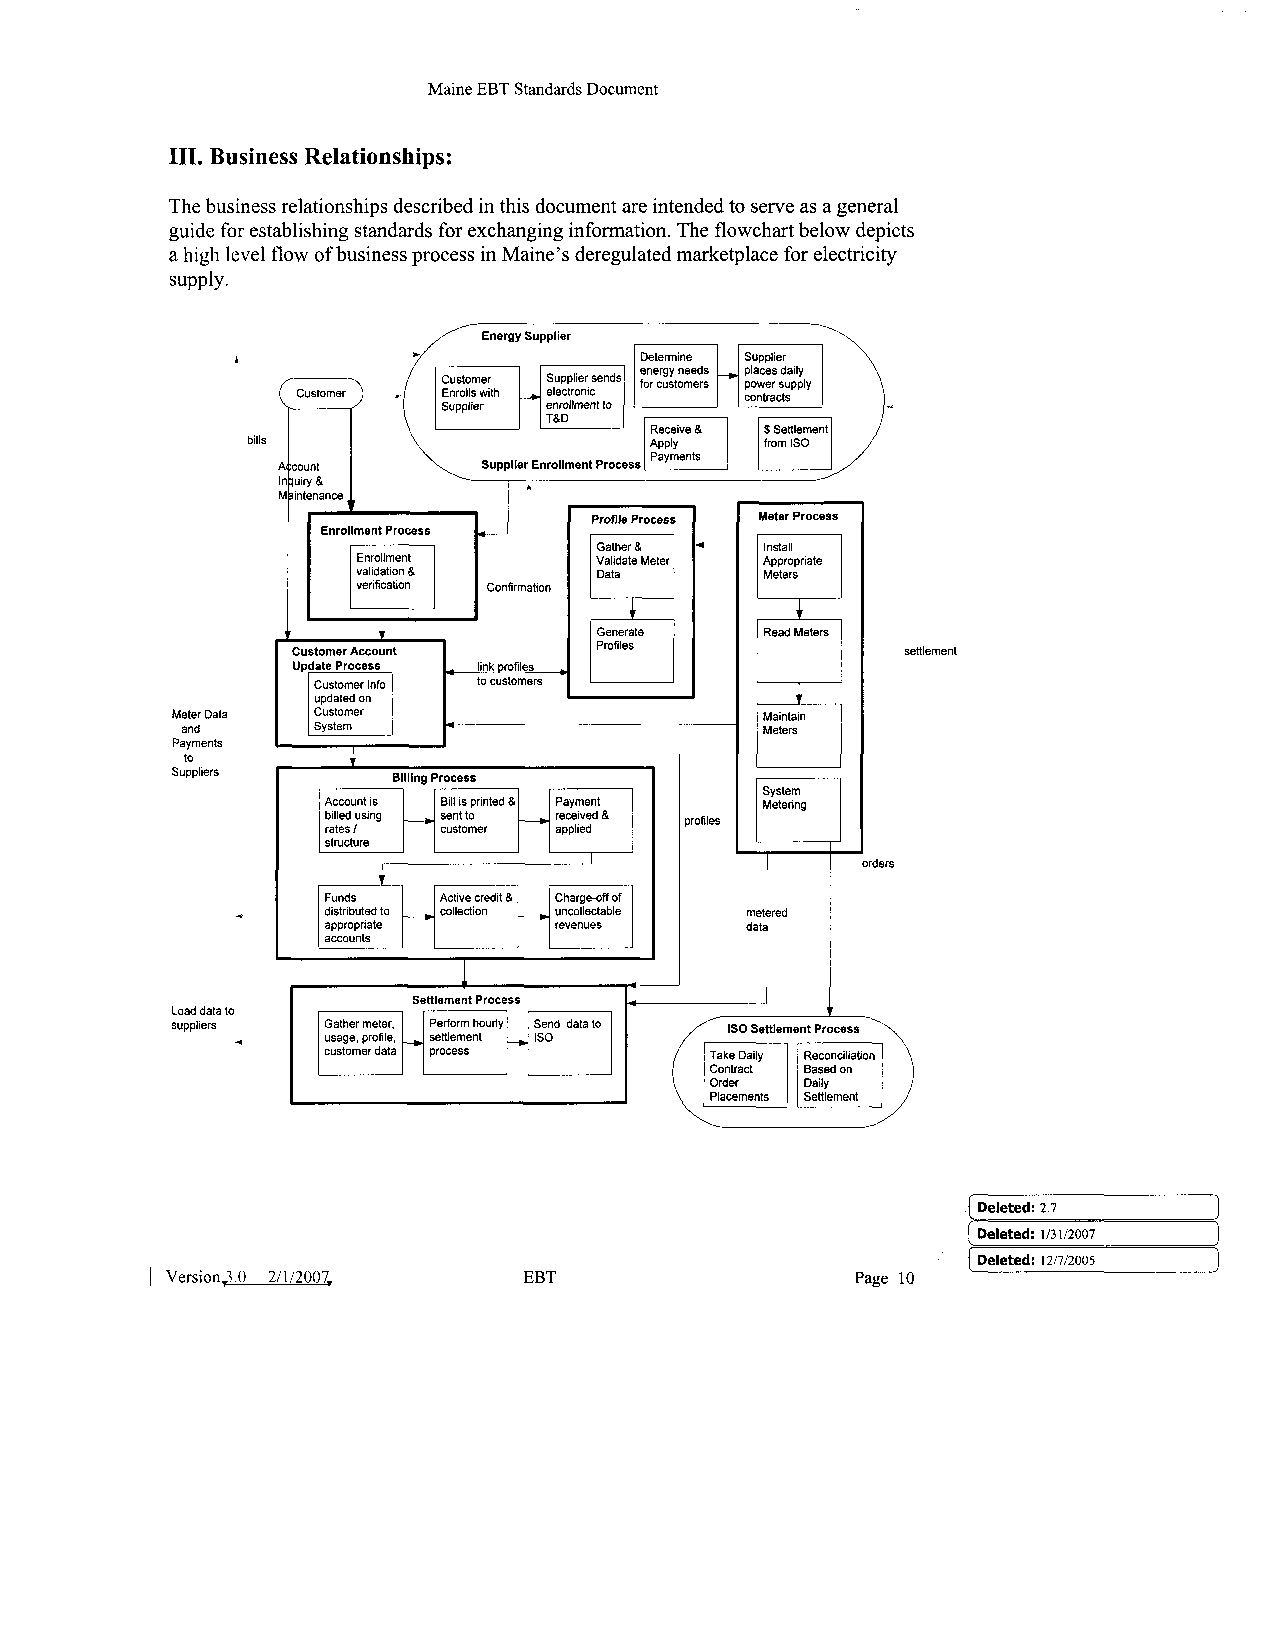 Maine EBT Standards Document
III. Business Relationships:
The business relationships described in this document are intended to serve as a general
guide for establishing standards for exchanging information. The flowchart below depicts
a high level flow of business process in Maine's deregulated marketplace for electricity
supply.
Energy Supplier
Customer
Customer
Enrolls with
Supplier
Supplier sends
electronic
enrollment to
T&D
Determine
energy needs
for customers
Supplier
places daily
power supply
contracts
Receive &
Apply
Payments
$ Settlement
from ISO
Supplier Enrollment Process
bills
Account
Inquiry &
Maintenance
Enrollment Process
Enrollment
validation &
verification
Confirmation
Profile Process
Gather &
Validate Meter
Data
Generate
Profiles
Meter Process
Install
Appropriate
Meters
Read Meters
Maintain
Meters
System
Metering
settlement
Customer Account
Update Process
Customer Info
updated on
Customer
System
link profiles
to customers
Meter Data
and
Payments
to
Suppliers
Billing Process
Account is
billed using
rates /
structure
Bill is printed &
sent to
customer
Payment
received &
applied
Funds
distributed to
appropriate
accounts
Active credit &
collection
Charge-off of
uncollectable
revenues
profiles
orders
metered
data
Load data to
suppliers
Settlement Process
Gather meter,
usage, profile,
customer data
Perform hourly
settlement
process
Send data to
ISO
ISO Settlement Process
Take Daily
Contract
Order
Placements
Reconciliation
Based on
Daily
Settlement
Deleted: 2.7
Deleted: 1/31/2007
Deleted: 12/7/2005
Version 3.0 2/1/2007
EBT
Page 10